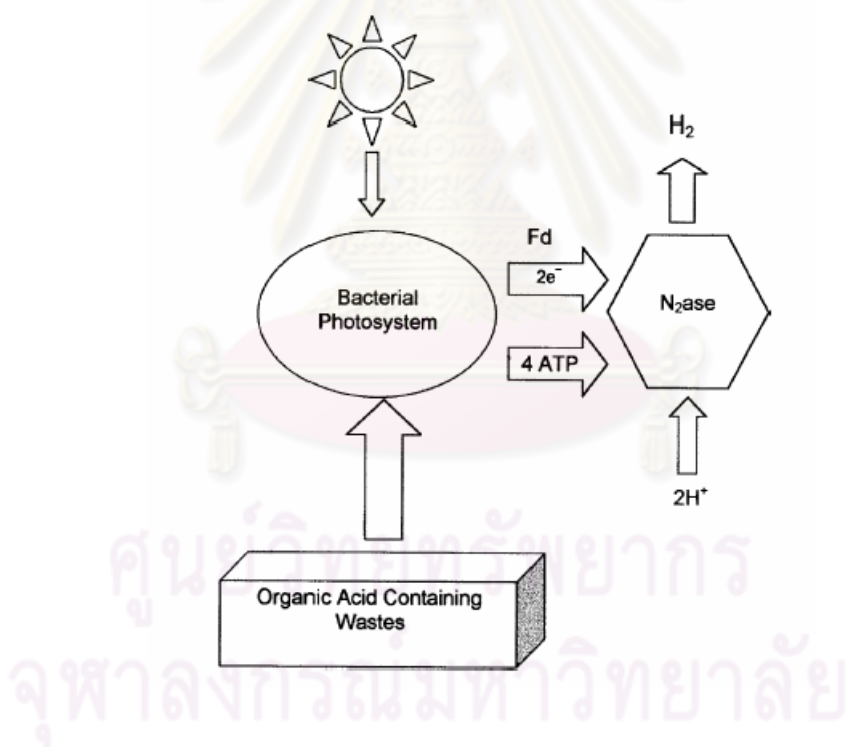 H₂
Fd
2e⁻
Bacterial
Photosystem
N₂ase
4 ATP
2H⁺
ศูนย์วิทยทรัพยากร
Organic Acid Containing
Wastes
จุฬาลงกรณ์มหาวิทยาลัย